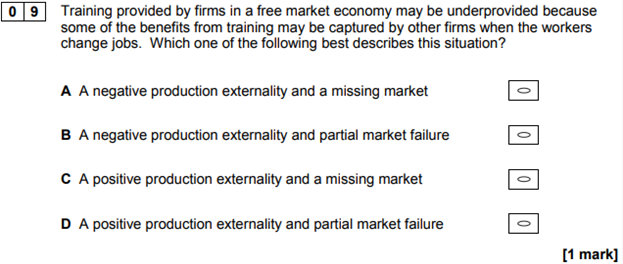 0 9 Training provided by firms in a free market economy may be underprovided because
some of the benefits from training may be captured by other firms when the workers
change jobs. Which one of the following best describes this situation?
A A negative production externality and a missing market
B A negative production externality and partial market failure
C A positive production externality and a missing market
D A positive production externality and partial market failure
[1 mark]